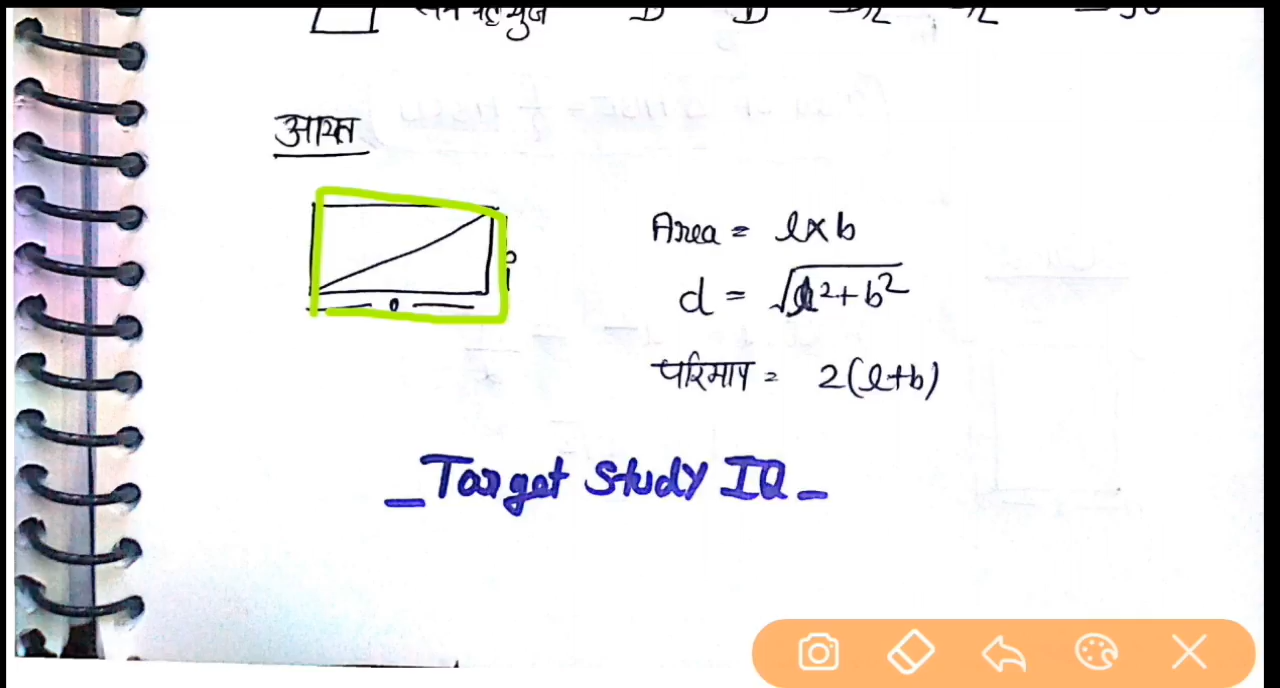 आयत
Area = l×b
d = √l²+b²
परिमाप = 2(l+b)
_Target Study IQ_